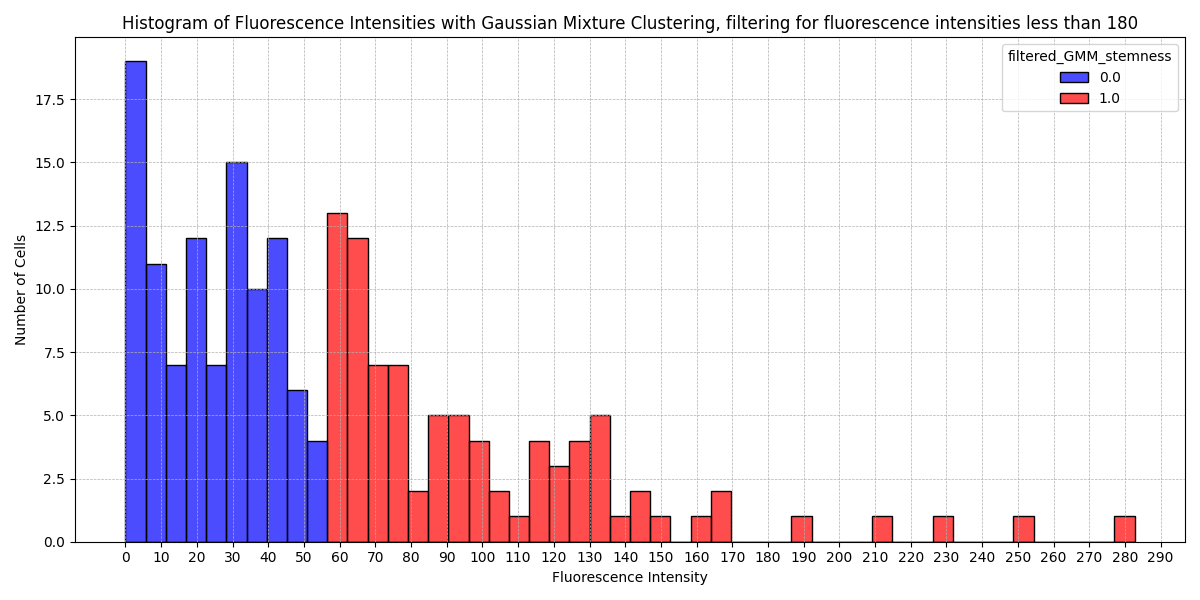 Histogram of Fluorescence Intensities with Gaussian Mixture Clustering, filtering for fluorescence intensities less than 180
filtered_GMM_stemness
0.0
1.0
Number of Cells
17.5
15.0
12.5
10.0
7.5
5.0
2.5
0.0
0 10 20 30 40 50 60 70 80 90 100 110 120 130 140 150 160 170 180 190 200 210 220 230 240 250 260 270 280 290
Fluorescence Intensity